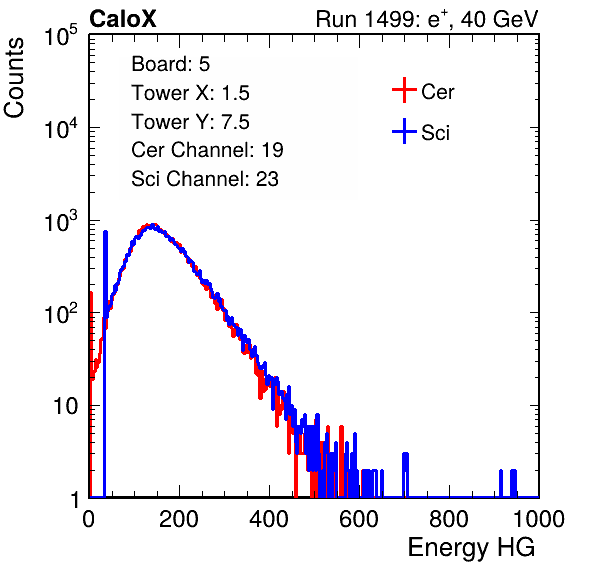 CaloX Run 1499: e⁺, 40 GeV
Counts
10⁵
10⁴
10³
10²
10
1
Board: 5
Tower X: 1.5
Tower Y: 7.5
Cer Channel: 19
Sci Channel: 23
Cer
Sci
0 200 400 600 800 1000
Energy HG